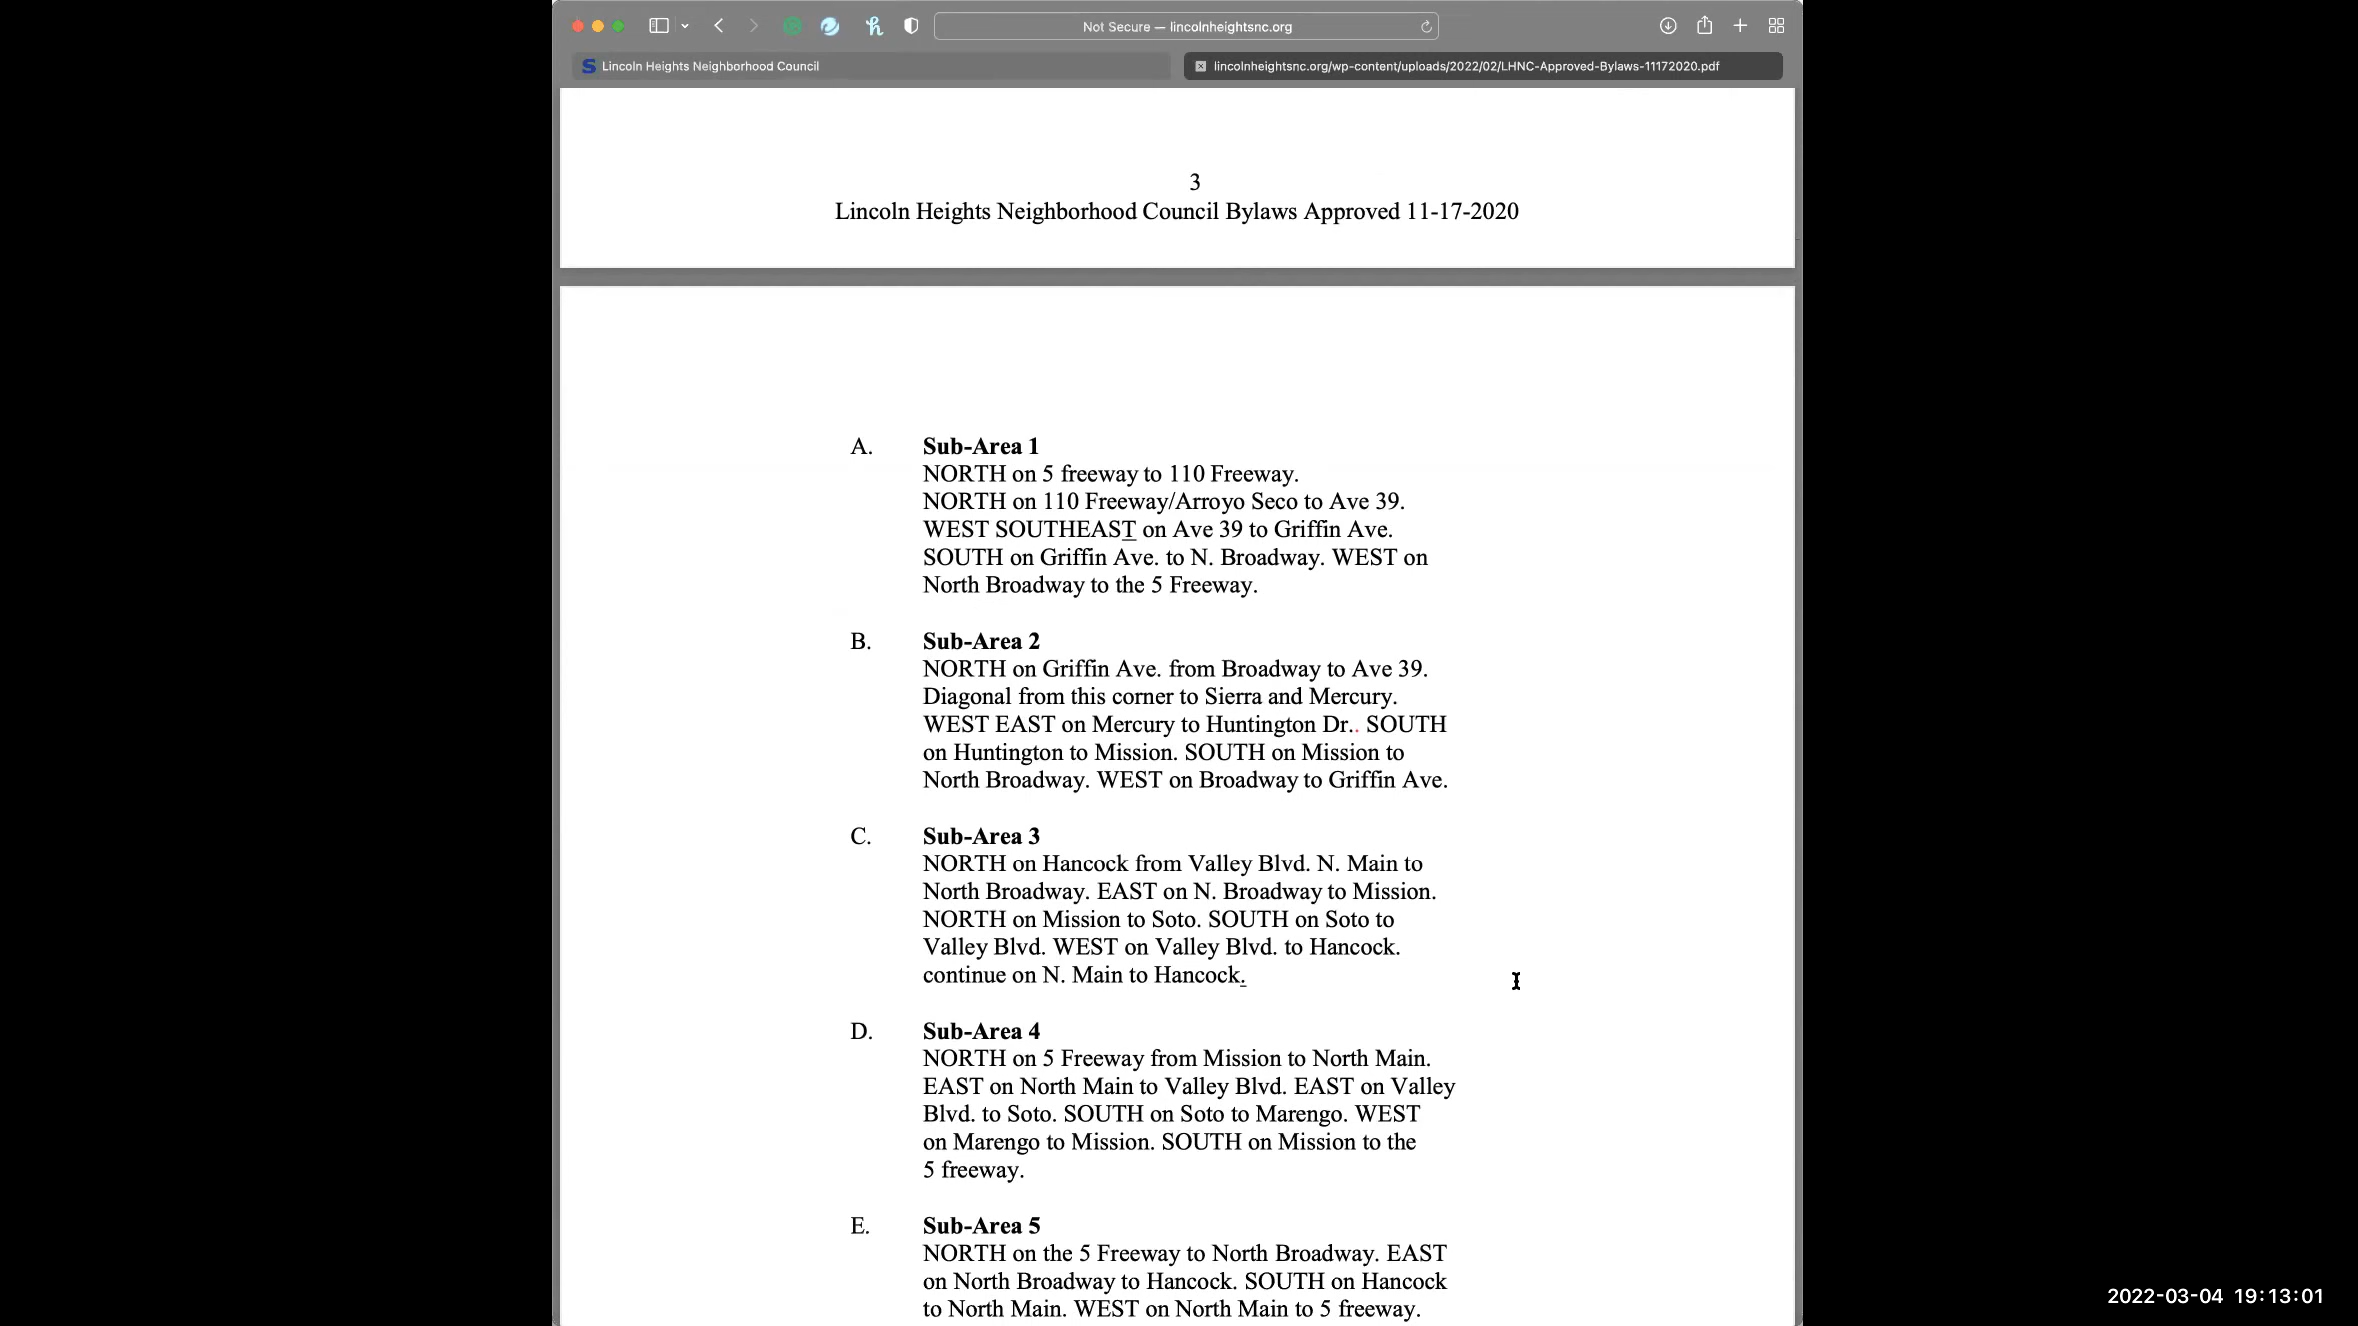 Not Secure — lincolnheightsnc.org
Lincoln Heights Neighborhood Council
lincolnheightsnc.org/wp-content/uploads/2022/02/LHNC-Approved-Bylaws-11172020.pdf
3
Lincoln Heights Neighborhood Council Bylaws Approved 11-17-2020
A. Sub-Area 1
NORTH on 5 freeway to 110 Freeway.
NORTH on 110 Freeway/Arroyo Seco to Ave 39.
WEST SOUTHEAST on Ave 39 to Griffin Ave.
SOUTH on Griffin Ave. to N. Broadway. WEST on
North Broadway to the 5 Freeway.
B. Sub-Area 2
NORTH on Griffin Ave. from Broadway to Ave 39.
Diagonal from this corner to Sierra and Mercury.
WEST EAST on Mercury to Huntington Dr.. SOUTH
on Huntington to Mission. SOUTH on Mission to
North Broadway. WEST on Broadway to Griffin Ave.
C. Sub-Area 3
NORTH on Hancock from Valley Blvd. N. Main to
North Broadway. EAST on N. Broadway to Mission.
NORTH on Mission to Soto. SOUTH on Soto to
Valley Blvd. WEST on Valley Blvd. to Hancock.
continue on N. Main to Hancock.
D. Sub-Area 4
NORTH on 5 Freeway from Mission to North Main.
EAST on North Main to Valley Blvd. EAST on Valley
Blvd. to Soto. SOUTH on Soto to Marengo. WEST
on Marengo to Mission. SOUTH on Mission to the
5 freeway.
E. Sub-Area 5
NORTH on the 5 Freeway to North Broadway. EAST
on North Broadway to Hancock. SOUTH on Hancock
to North Main. WEST on North Main to 5 freeway.
2022-03-04 19:13:01